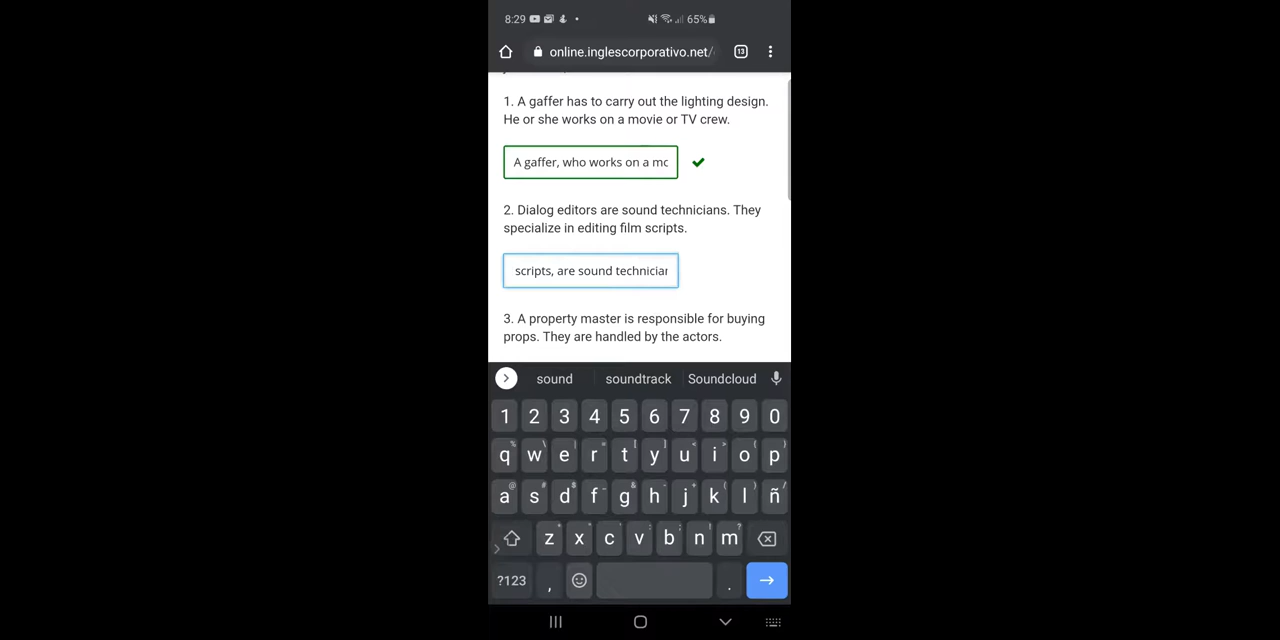 8:29 65%
online.inglescorporativo.net/ 13
1. A gaffer has to carry out the lighting design.
He or she works on a movie or TV crew.
A gaffer, who works on a mc
2. Dialog editors are sound technicians. They
specialize in editing film scripts.
scripts, are sound technician
3. A property master is responsible for buying
props. They are handled by the actors.
sound soundtrack Soundcloud
1 2 3 4 5 6 7 8 9 0
q w e r t y u i o p
a s d f g h j k l ñ
z x c v b n m
?123 , .